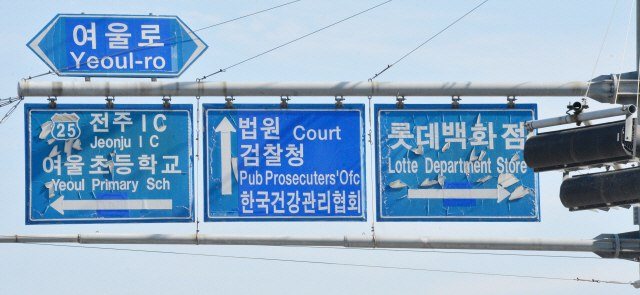 여울로
Yeoul-ro
25 전주 I C
Jeonju I C
여울초등학교
Yeoul Primary Sch
법원 Court
검찰청
Pub Prosecuters'Ofc
한국건강관리협회
롯데백화점
Lotte Department Store